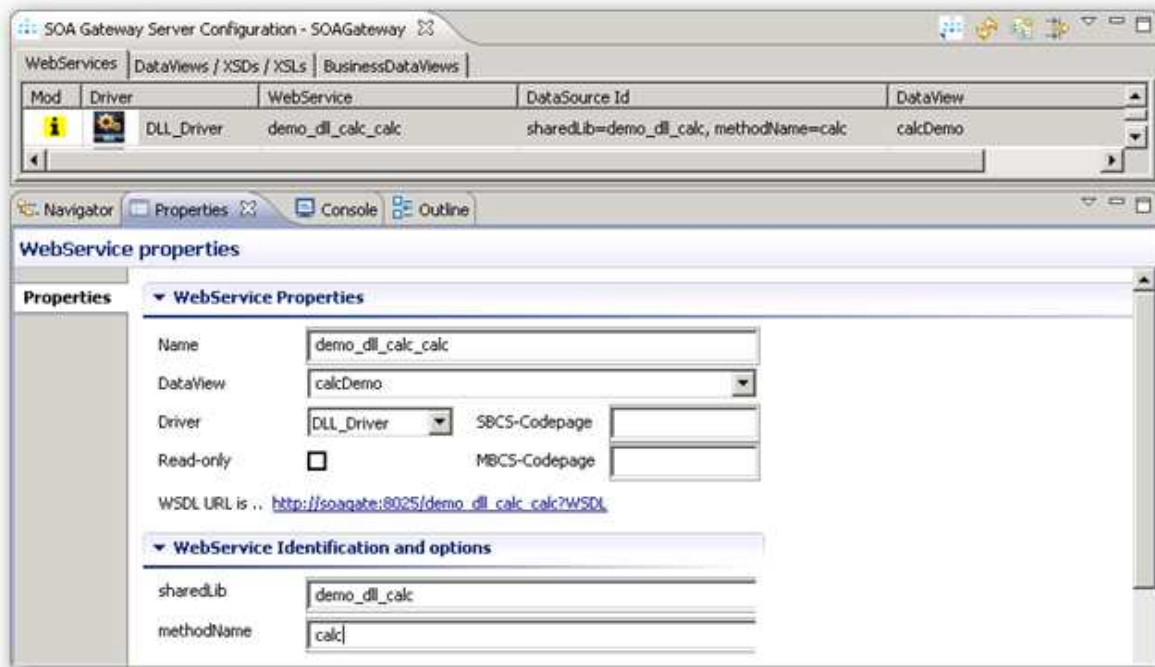 SOA Gateway Server Configuration - SOAGateway
WebServices DataViews / XSDs / XSLs BusinessDataViews
Mod Driver WebService DataSource Id DataView
i DLL_Driver demo_dll_calc_calc sharedLib=demo_dll_calc, methodName=calc calcDemo
Navigator Properties Console Outline
WebService properties
Properties WebService Properties
Name demo_dll_calc_calc
DataView calcDemo
Driver DLL_Driver SBCS-Codepage
Read-only MBCS-Codepage
WSDL URL is .. http://soagate:8025/demo_dll_calc_calc?WSDL
WebService Identification and options
sharedLib demo_dll_calc
methodName calc